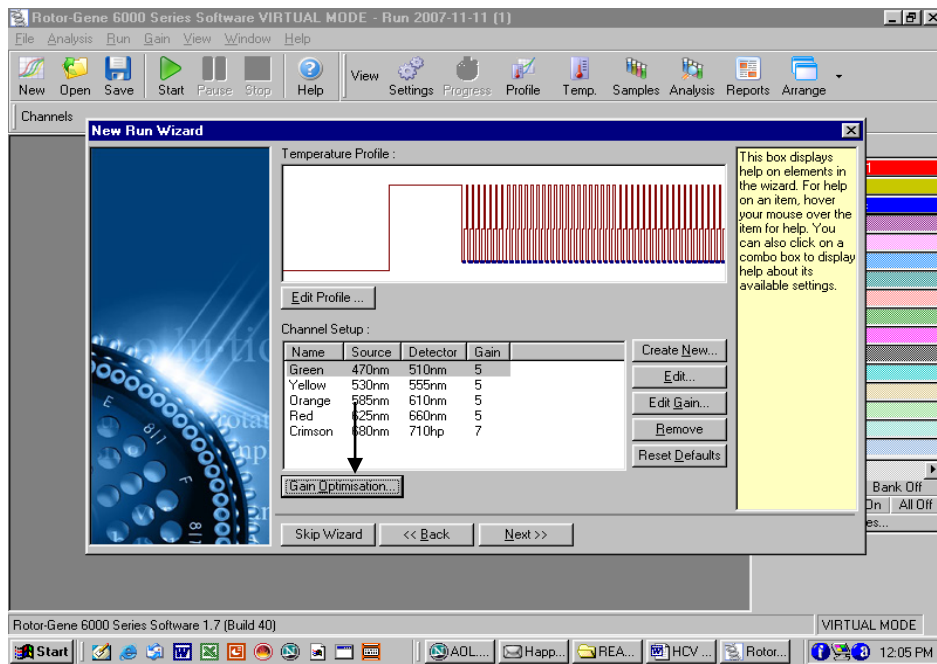 Rotor-Gene 6000 Series Software VIRTUAL MODE - Run 2007-11-11 (1)
File Analysis Run Gain View Window Help
New Open Save Start Pause Stop Help View Settings Progress Profile Temp. Samples Analysis Reports Arrange
Channels
New Run Wizard
Temperature Profile :
Edit Profile ...
Channel Setup :
Name Source Detector Gain
Green 470nm 510nm 5
Yellow 530nm 555nm 5
Orange 585nm 610nm 5
Red 625nm 660nm 5
Crimson 680nm 710hp 7
Create New...
Edit...
Edit Gain...
Remove
Reset Defaults
Gain Optimisation...
Skip Wizard << Back Next >>
This box displays
help on elements in
the wizard. For help
on an item, hover
your mouse over the
item for help. You
can also click on a
combo box to display
help about its
available settings.
Bank Off
On All Off
Rotor-Gene 6000 Series Software 1.7 (Build 40) VIRTUAL MODE
Start AOL.... Happ... REA... HCV ... Rotor... 12:05 PM